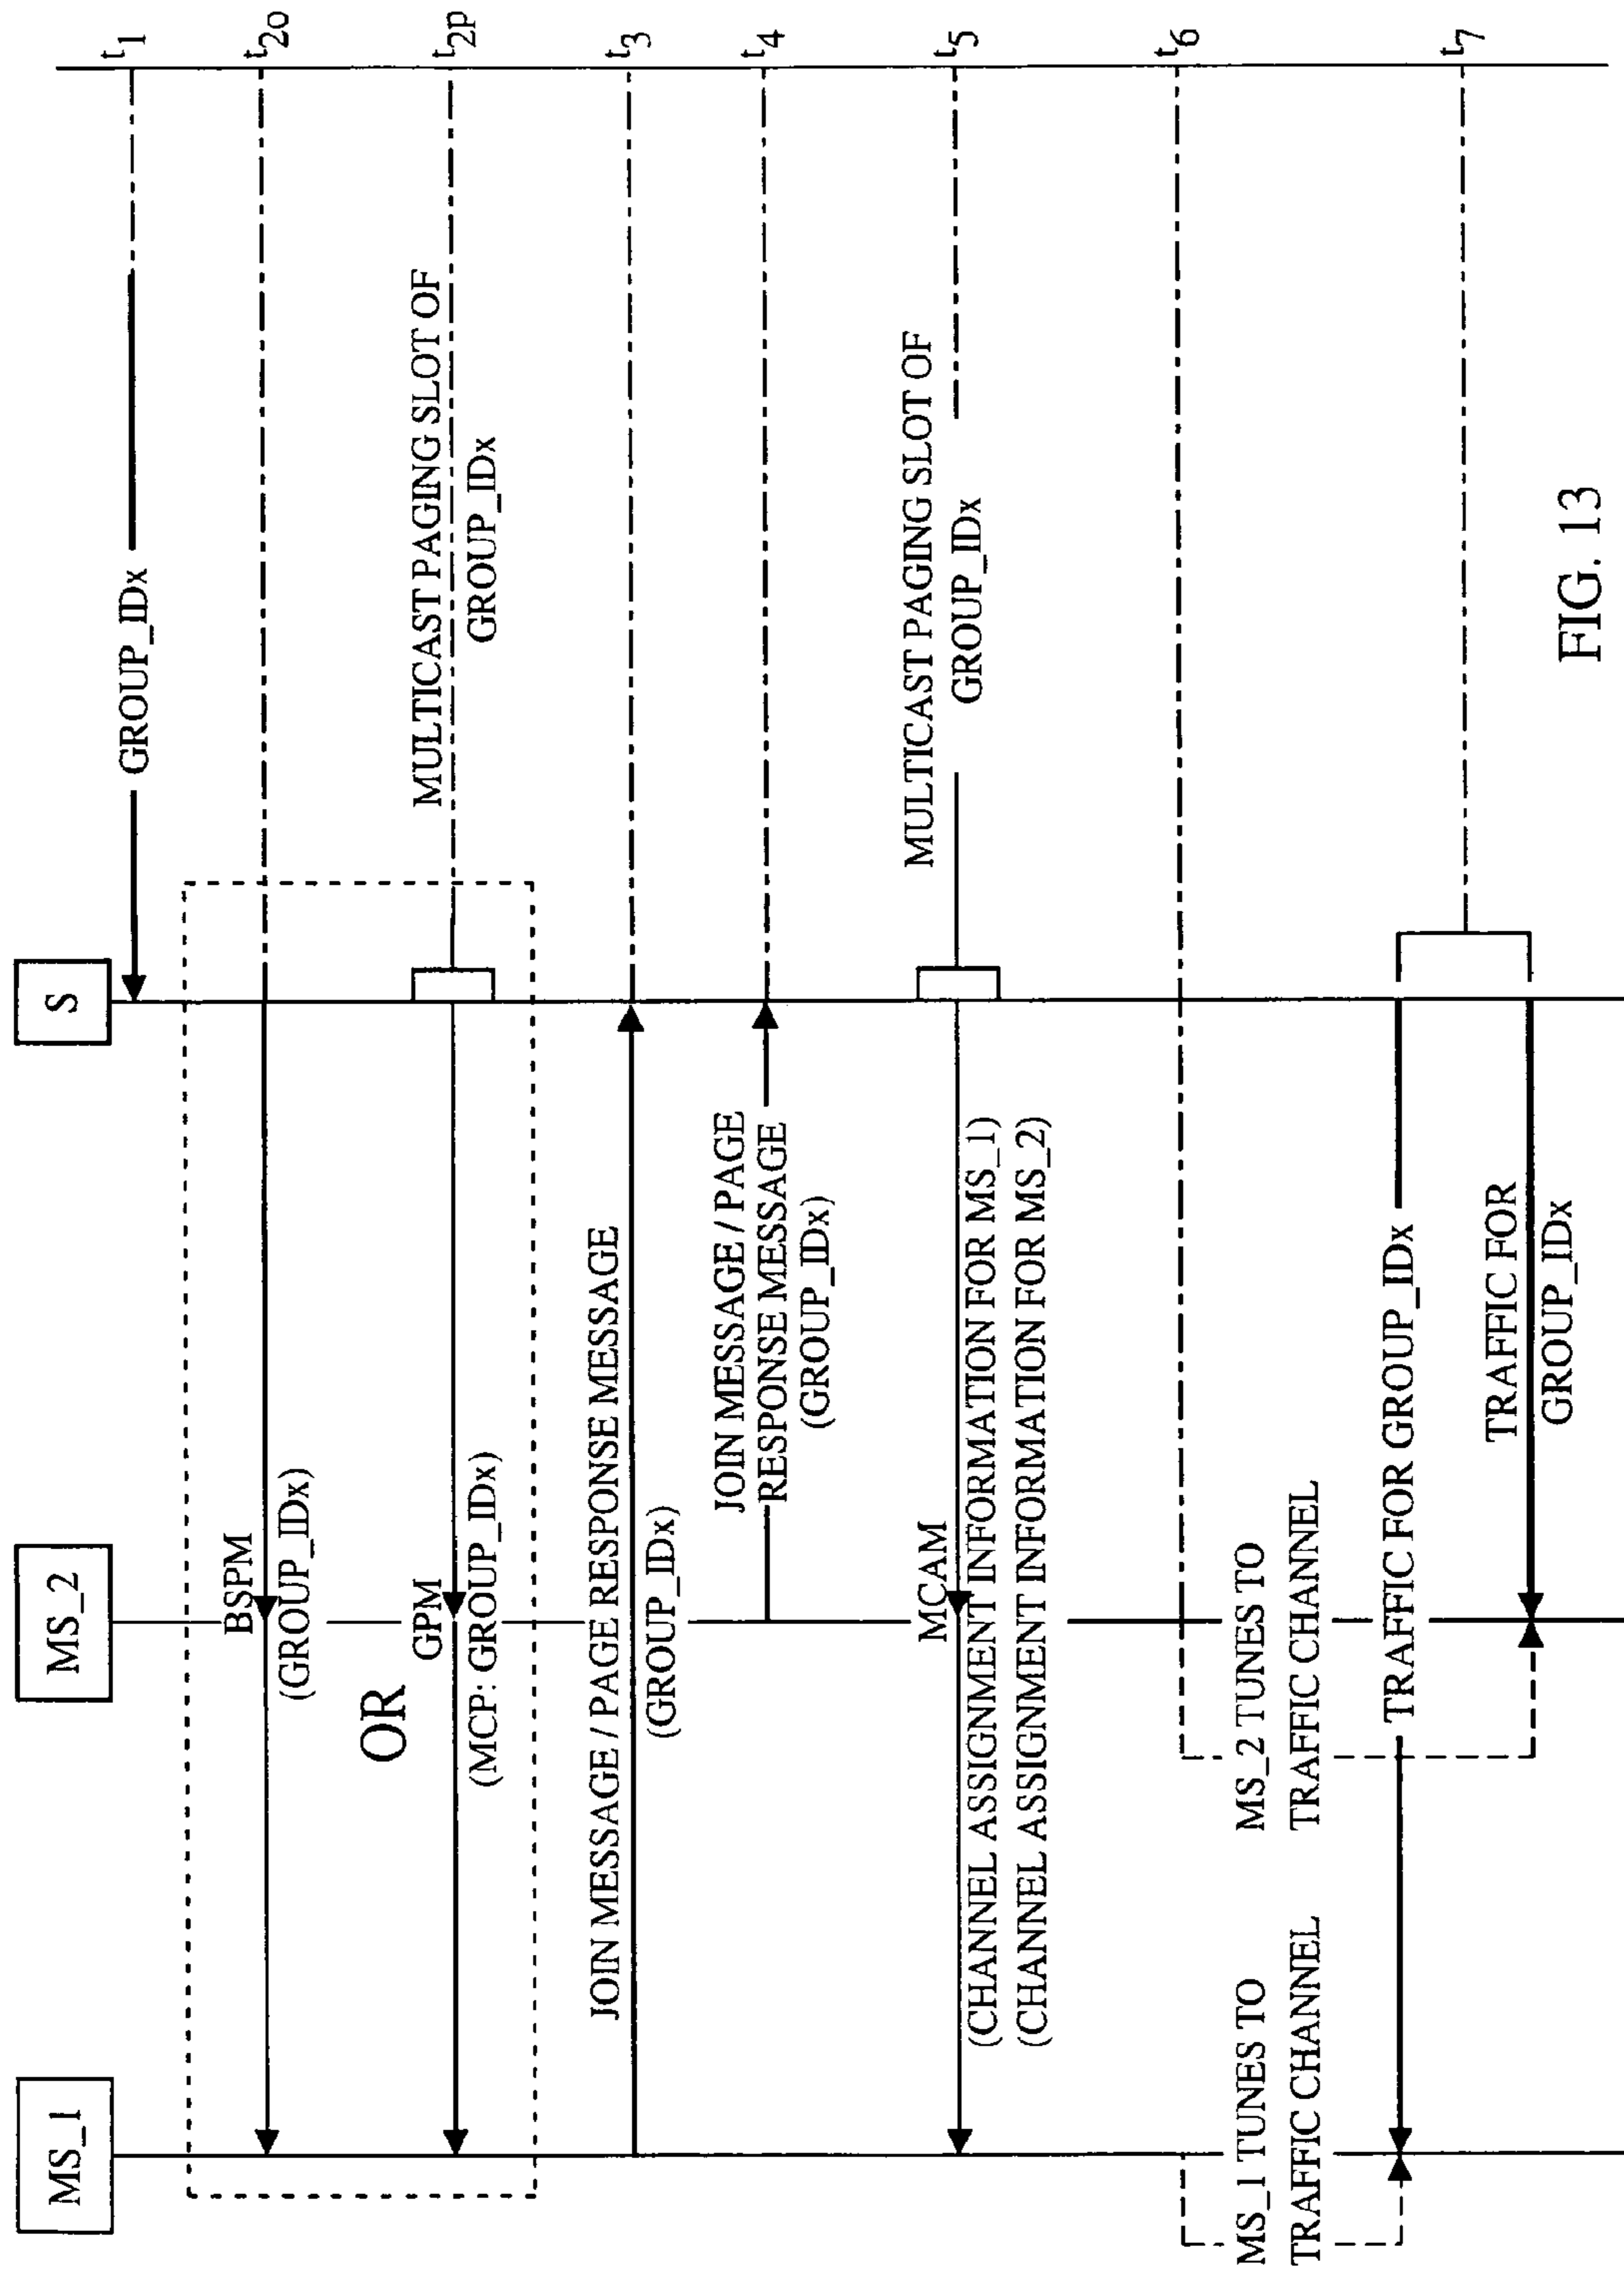 MS_1
MS_2
S
GROUP_IDx
t1
BSPM
(GROUP_IDx)
t2o
OR
GPM
(MCP: GROUP_IDx)
MULTICAST PAGING SLOT OF
GROUP_IDx
t2p
JOIN MESSAGE / PAGE RESPONSE MESSAGE
(GROUP_IDx)
t3
JOIN MESSAGE / PAGE
RESPONSE MESSAGE
(GROUP_IDx)
t4
MCAM
(CHANNEL ASSIGNMENT INFORMATION FOR MS_1)
(CHANNEL ASSIGNMENT INFORMATION FOR MS_2)
MULTICAST PAGING SLOT OF
GROUP_IDx
t5
t6
MS_1 TUNES TO
TRAFFIC CHANNEL
MS_2 TUNES TO
TRAFFIC CHANNEL
TRAFFIC FOR GROUP_IDx
TRAFFIC FOR
GROUP_IDx
t7
FIG. 13